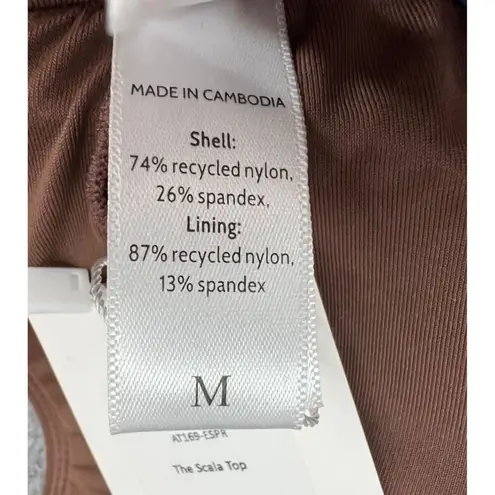 MADE IN CAMBODIA
Shell:
74% recycled nylon,
26% spandex,
Lining:
87% recycled nylon,
13% spandex
M
AT169-ESPR
The Scala Top